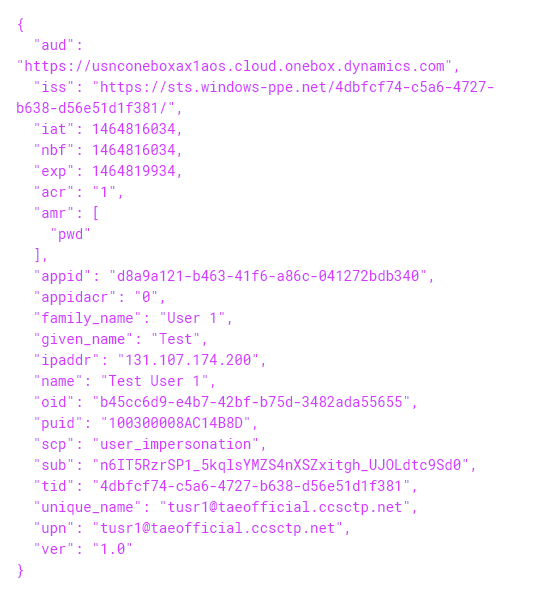 {
"aud":
"https://usnconeboxax1aos.cloud.onebox.dynamics.com",
"iss": "https://sts.windows-ppe.net/4dbfcf74-c5a6-4727-
b638-d56e51d1f381/",
"iat": 1464816034,
"nbf": 1464816034,
"exp": 1464819934,
"acr": "1",
"amr": [
"pwd"
],
"appid": "d8a9a121-b463-41f6-a86c-041272bdb340",
"appidacr": "0",
"family_name": "User 1",
"given_name": "Test",
"ipaddr": "131.107.174.200",
"name": "Test User 1",
"oid": "b45cc6d9-e4b7-42bf-b75d-3482ada55655",
"puid": "100300008AC14B8D",
"scp": "user_impersonation",
"sub": "n6IT5RzrSP1_5kqlsYMZS4nXSZxitgh_UJOLdtc9Sd0",
"tid": "4dbfcf74-c5a6-4727-b638-d56e51d1f381",
"unique_name": "tusr1@taeofficial.ccsctp.net",
"upn": "tusr1@taeofficial.ccsctp.net",
"ver": "1.0"
}